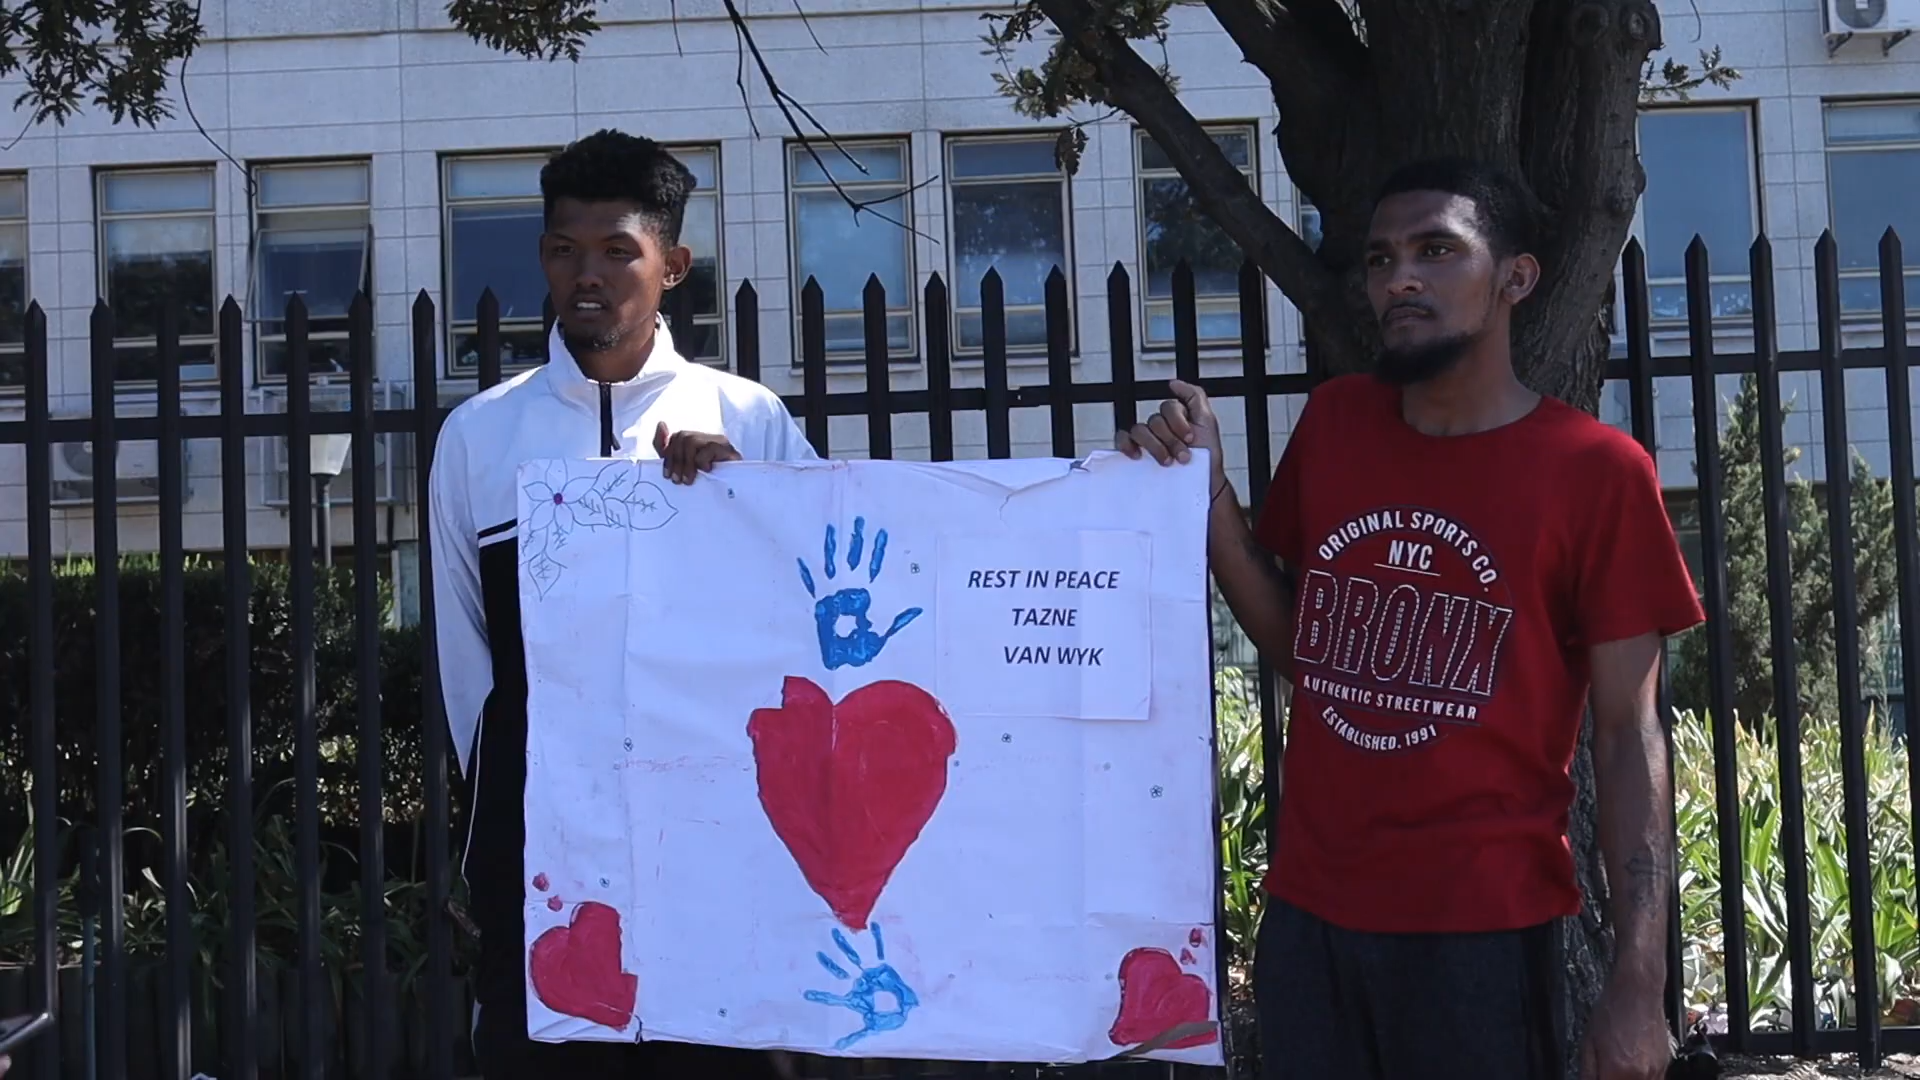 REST IN PEACE
TAZNE
VAN WYK
ORIGINAL SPORTS CO.
NYC
BRONX
AUTHENTIC STREETWEAR
ESTABLISHED. 1991